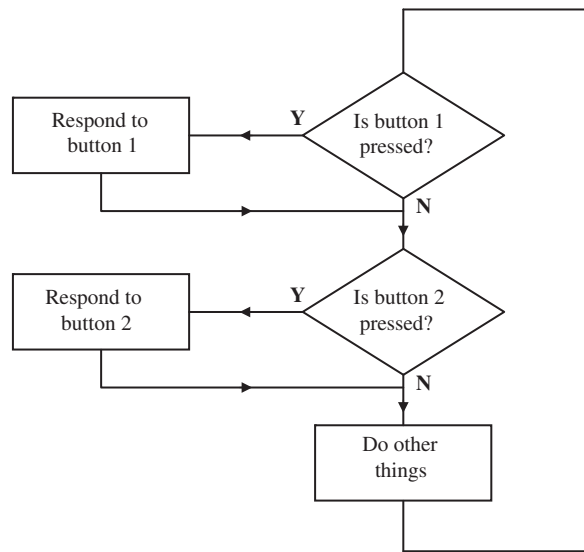 Y
Respond to
button 1
Is button 1
pressed?
N
Y
Respond to
button 2
Is button 2
pressed?
N
Do other
things